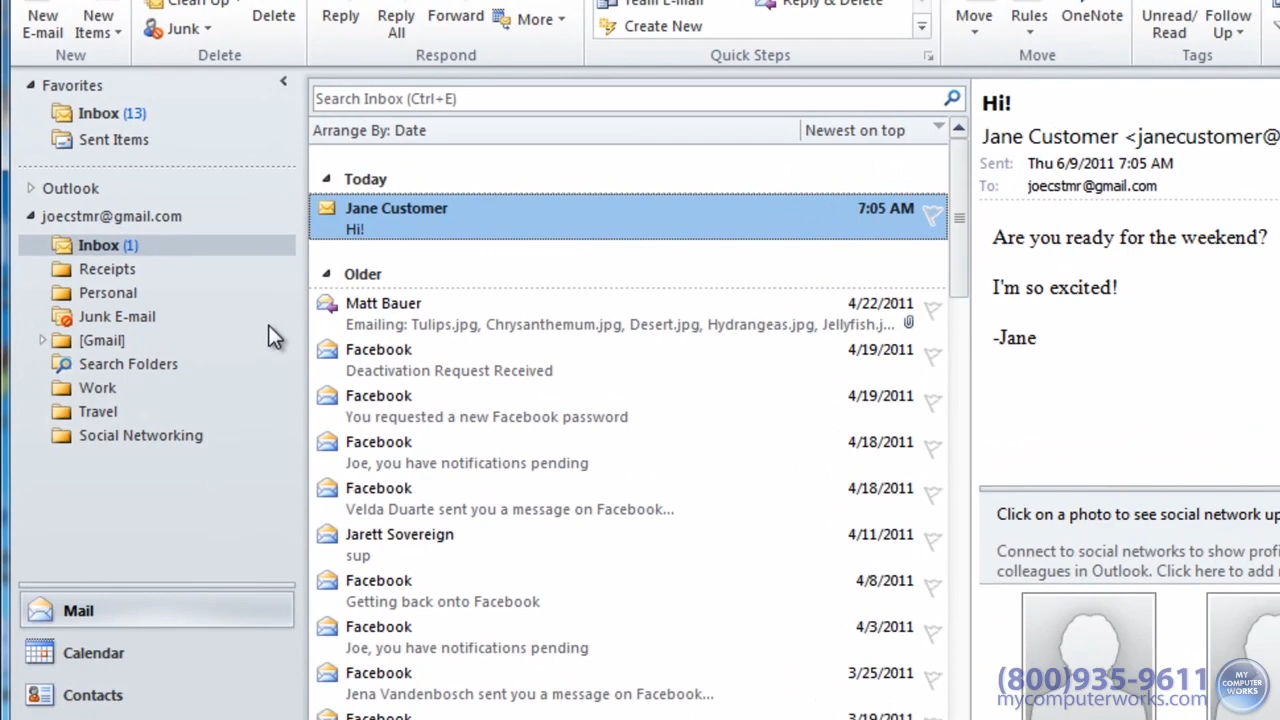 Clean Up
Team E-mail
Reply & Delete
New E-mail
New Items
Junk
Delete
Reply
Reply All
Forward
More
Create New
Move
Rules
OneNote
Unread/ Read
Follow Up
New
Delete
Respond
Quick Steps
Move
Tags
Favorites
Inbox (13)
Sent Items
Outlook
joecstmr@gmail.com
Inbox (1)
Receipts
Personal
Junk E-mail
[Gmail]
Search Folders
Work
Travel
Social Networking
Mail
Calendar
Contacts
Search Inbox (Ctrl+E)
Arrange By: Date
Newest on top
Today
Jane Customer 7:05 AM
Hi!
Older
Matt Bauer 4/22/2011
Emailing: Tulips.jpg, Chrysanthemum.jpg, Desert.jpg, Hydrangeas.jpg, Jellyfish.j...
Facebook 4/19/2011
Deactivation Request Received
Facebook 4/19/2011
You requested a new Facebook password
Facebook 4/18/2011
Joe, you have notifications pending
Facebook 4/18/2011
Velda Duarte sent you a message on Facebook...
Jarett Sovereign 4/11/2011
sup
Facebook 4/8/2011
Getting back onto Facebook
Facebook 4/3/2011
Joe, you have notifications pending
Facebook 3/25/2011
Jena Vandenbosch sent you a message on Facebook...
Facebook 3/19/2011
Hi!
Jane Customer <janecustomer@
Sent: Thu 6/9/2011 7:05 AM
To: joecstmr@gmail.com
Are you ready for the weekend?
I'm so excited!
-Jane
Click on a photo to see social network up
Connect to social networks to show profi
colleagues in Outlook. Click here to add
(800)935-9611
mycomputerworks.com
MY
COMPUTER
WORKS